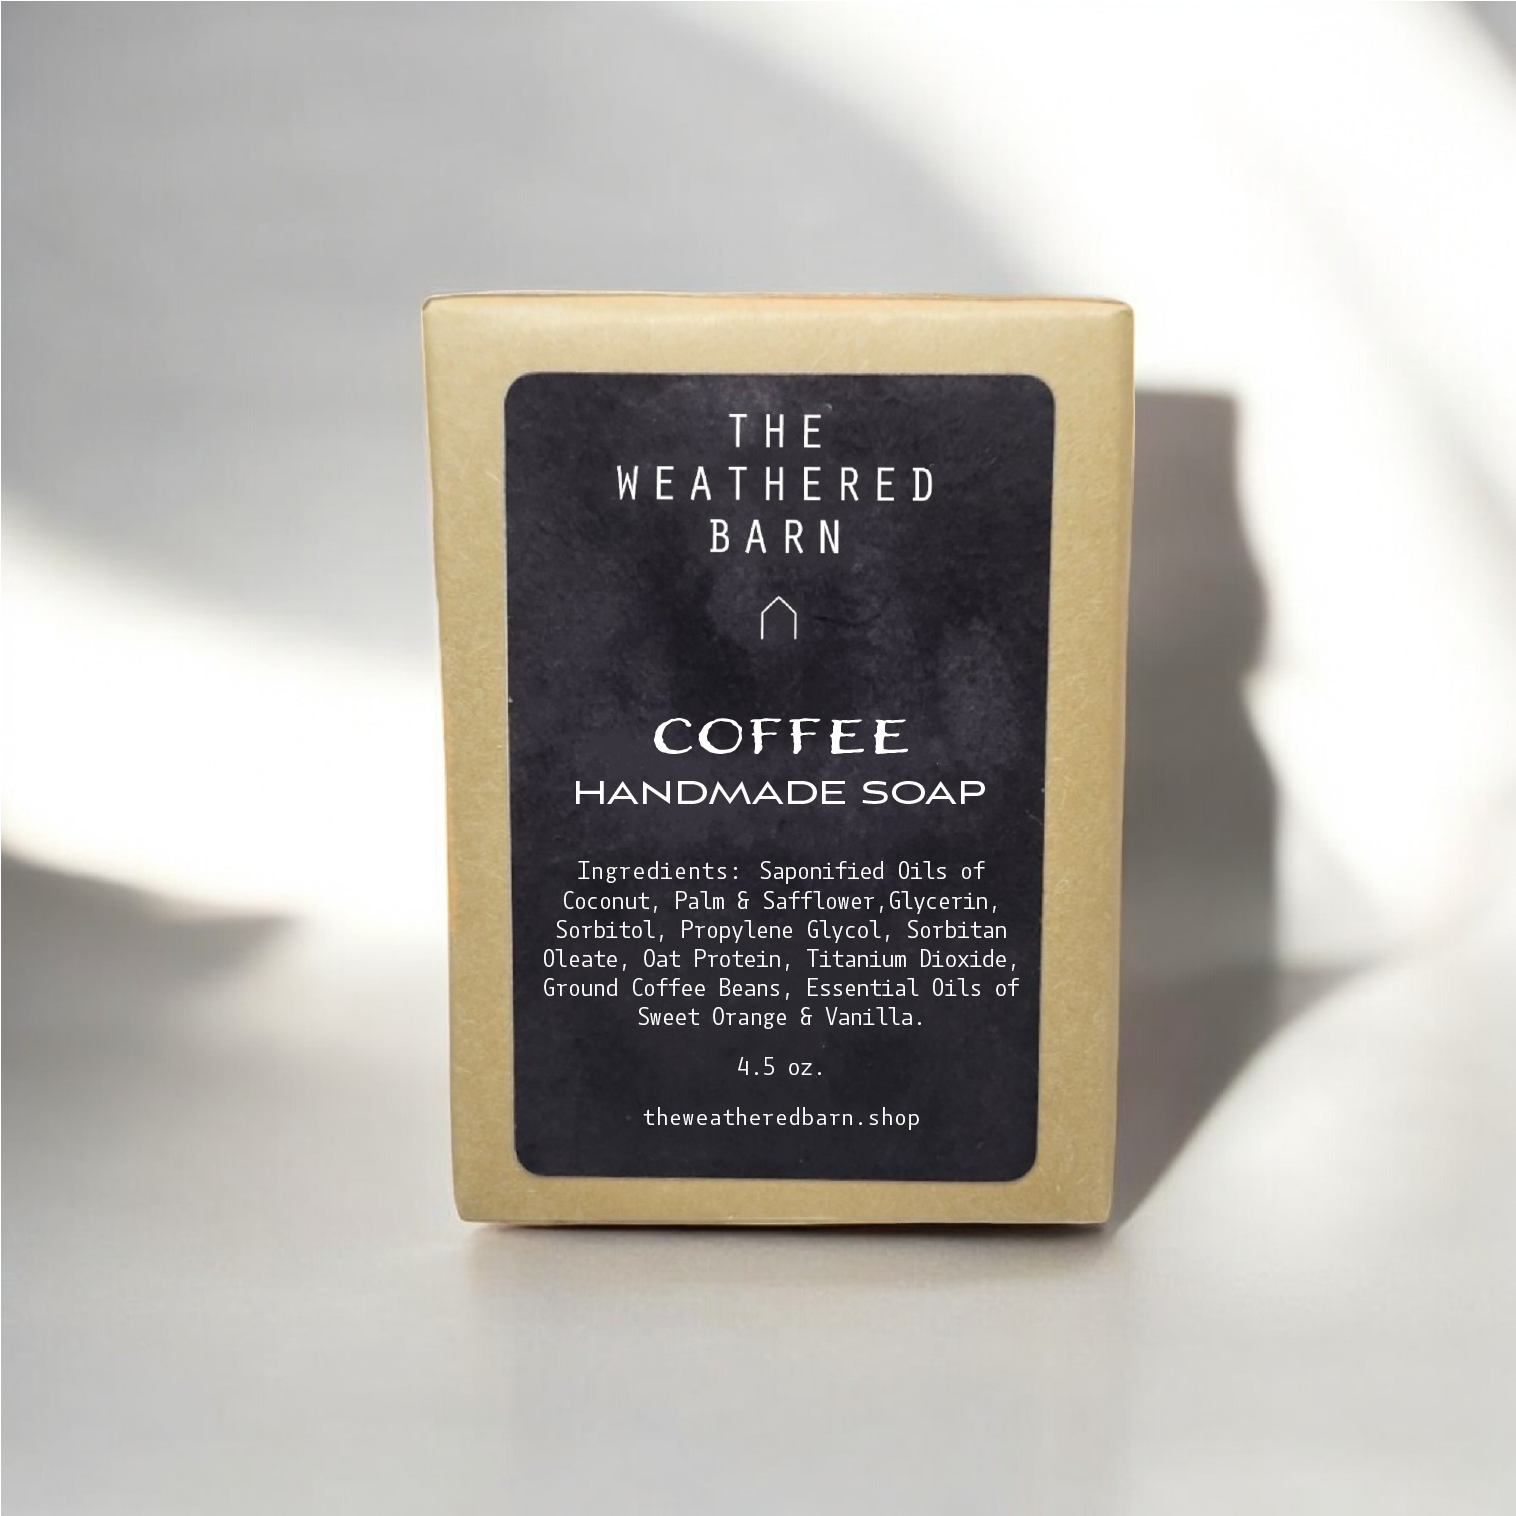 THE
WEATHERED
BARN
COFFEE
HANDMADE SOAP
Ingredients: Saponified Oils of
Coconut, Palm & Safflower,Glycerin,
Sorbitol, Propylene Glycol, Sorbitan
Oleate, Oat Protein, Titanium Dioxide,
Ground Coffee Beans, Essential Oils of
Sweet Orange & Vanilla.
4.5 oz.
theweatheredbarn.shop